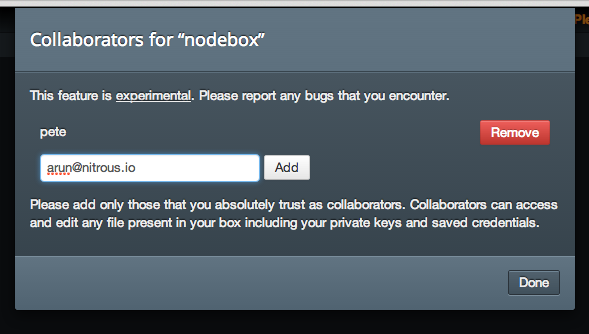 Collaborators for “nodebox”
This feature is experimental. Please report any bugs that you encounter.
pete
Remove
arun@nitrous.io
Add
Please add only those that you absolutely trust as collaborators. Collaborators can access
and edit any file present in your box including your private keys and saved credentials.
Done